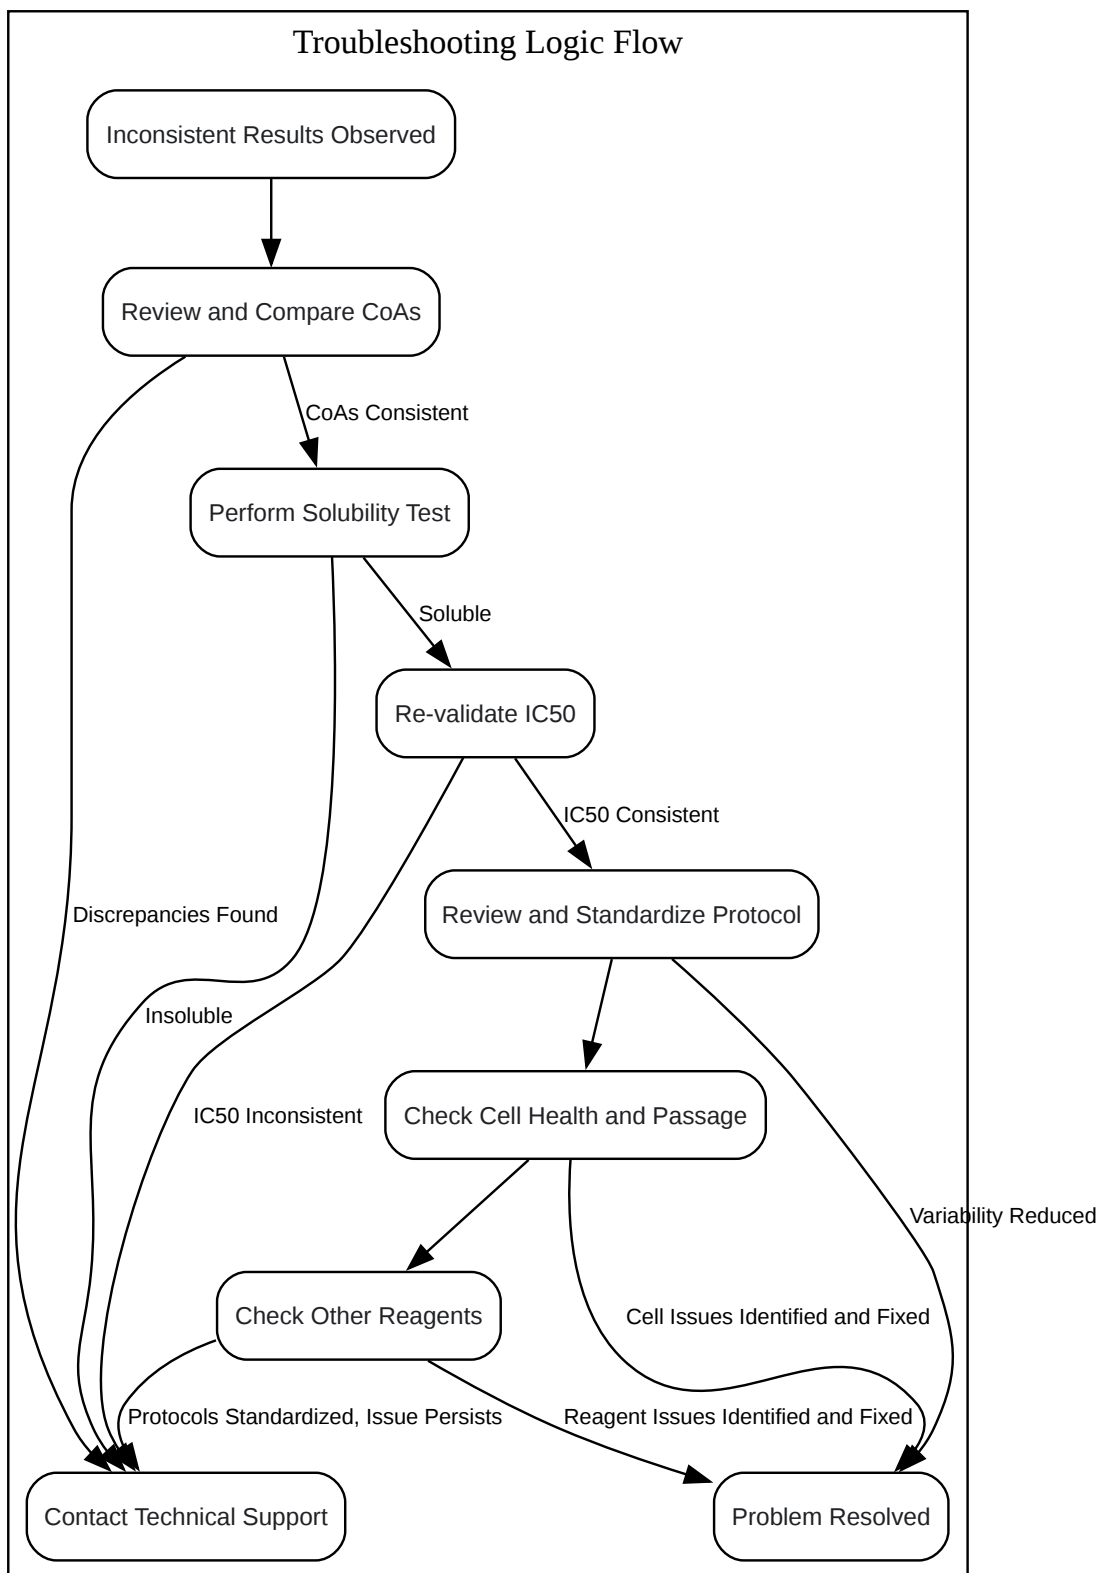 Troubleshooting Logic Flow
Inconsistent Results Observed
Review and Compare CoAs
CoAs Consistent
Perform Solubility Test
Soluble
Re-validate IC50
IC50 Consistent
Discrepancies Found
Review and Standardize Protocol
Insoluble
IC50 Inconsistent
Check Cell Health and Passage
Variability Reduced
Check Other Reagents
Cell Issues Identified and Fixed
Protocols Standardized, Issue Persists
Reagent Issues Identified and Fixed
Contact Technical Support
Problem Resolved